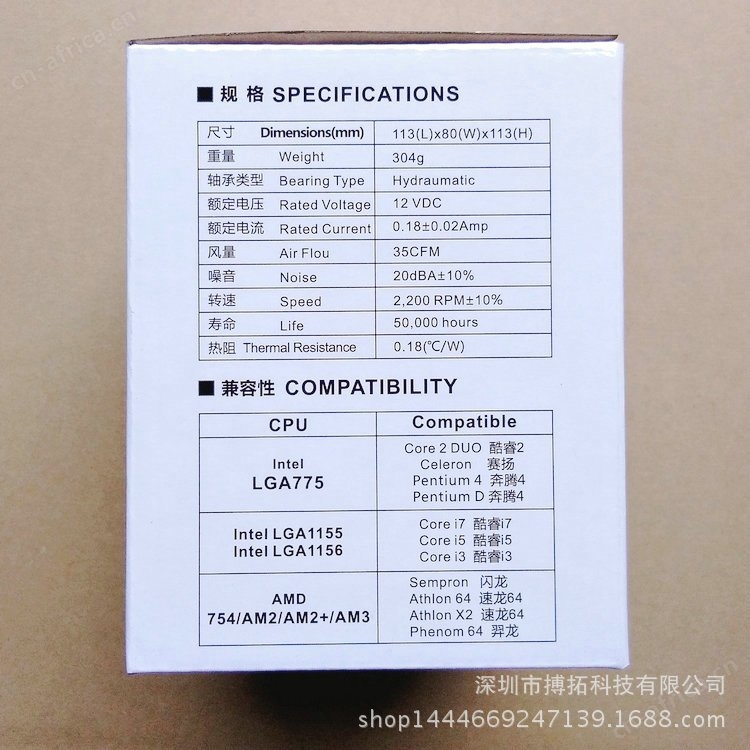 ■ 规 格 SPECIFICATIONS
尺寸 Dimensions(mm) 113(L)x80(W)x113(H)
重量 Weight 304g
轴承类型 Bearing Type Hydraumatic
额定电压 Rated Voltage 12 VDC
额定电流 Rated Current 0.18±0.02Amp
风量 Air Flou 35CFM
噪音 Noise 20dBA±10%
转速 Speed 2,200 RPM±10%
寿命 Life 50,000 hours
热阻 Thermal Resistance 0.18(℃/W)
■ 兼容性 COMPATIBILITY
CPU Compatible
Intel
LGA775
Core 2 DUO 酷睿2
Celeron 赛扬
Pentium 4 奔腾4
Pentium D 奔腾4
Intel LGA1155
Intel LGA1156
Core i7 酷睿i7
Core i5 酷睿i5
Core i3 酷睿i3
AMD
754/AM2/AM2+/AM3
Sempron 闪龙
Athlon 64 速龙64
Athlon X2 速龙64
Phenom 64 羿龙
深圳市搏拓科技有限公司
shop1444669247139.1688.com